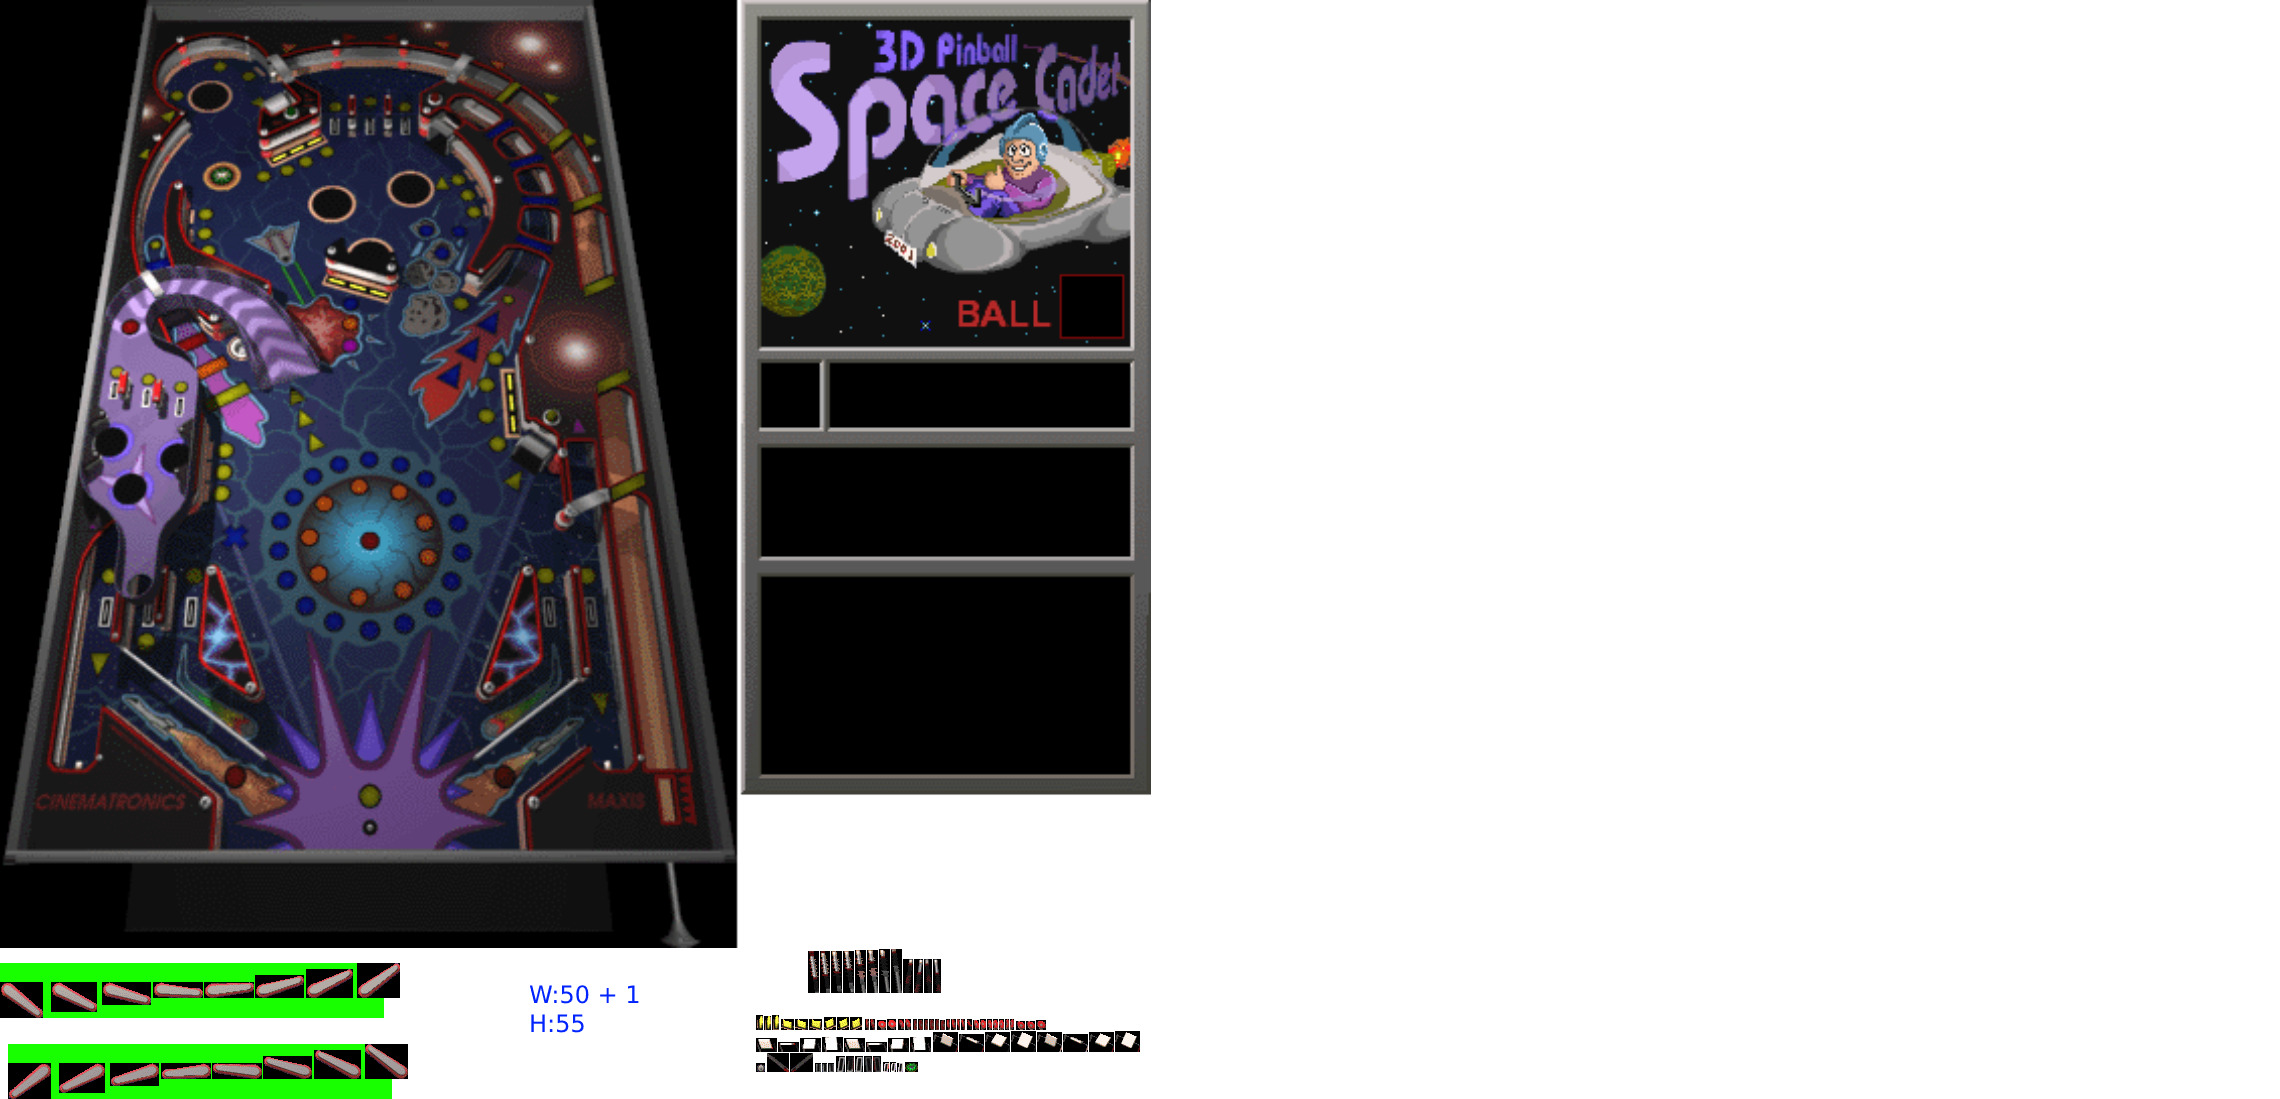 3D Pinball
Space Cadet
2001
BALL
CINEMATRONICS
MAXIS
W:50 + 1
H:55